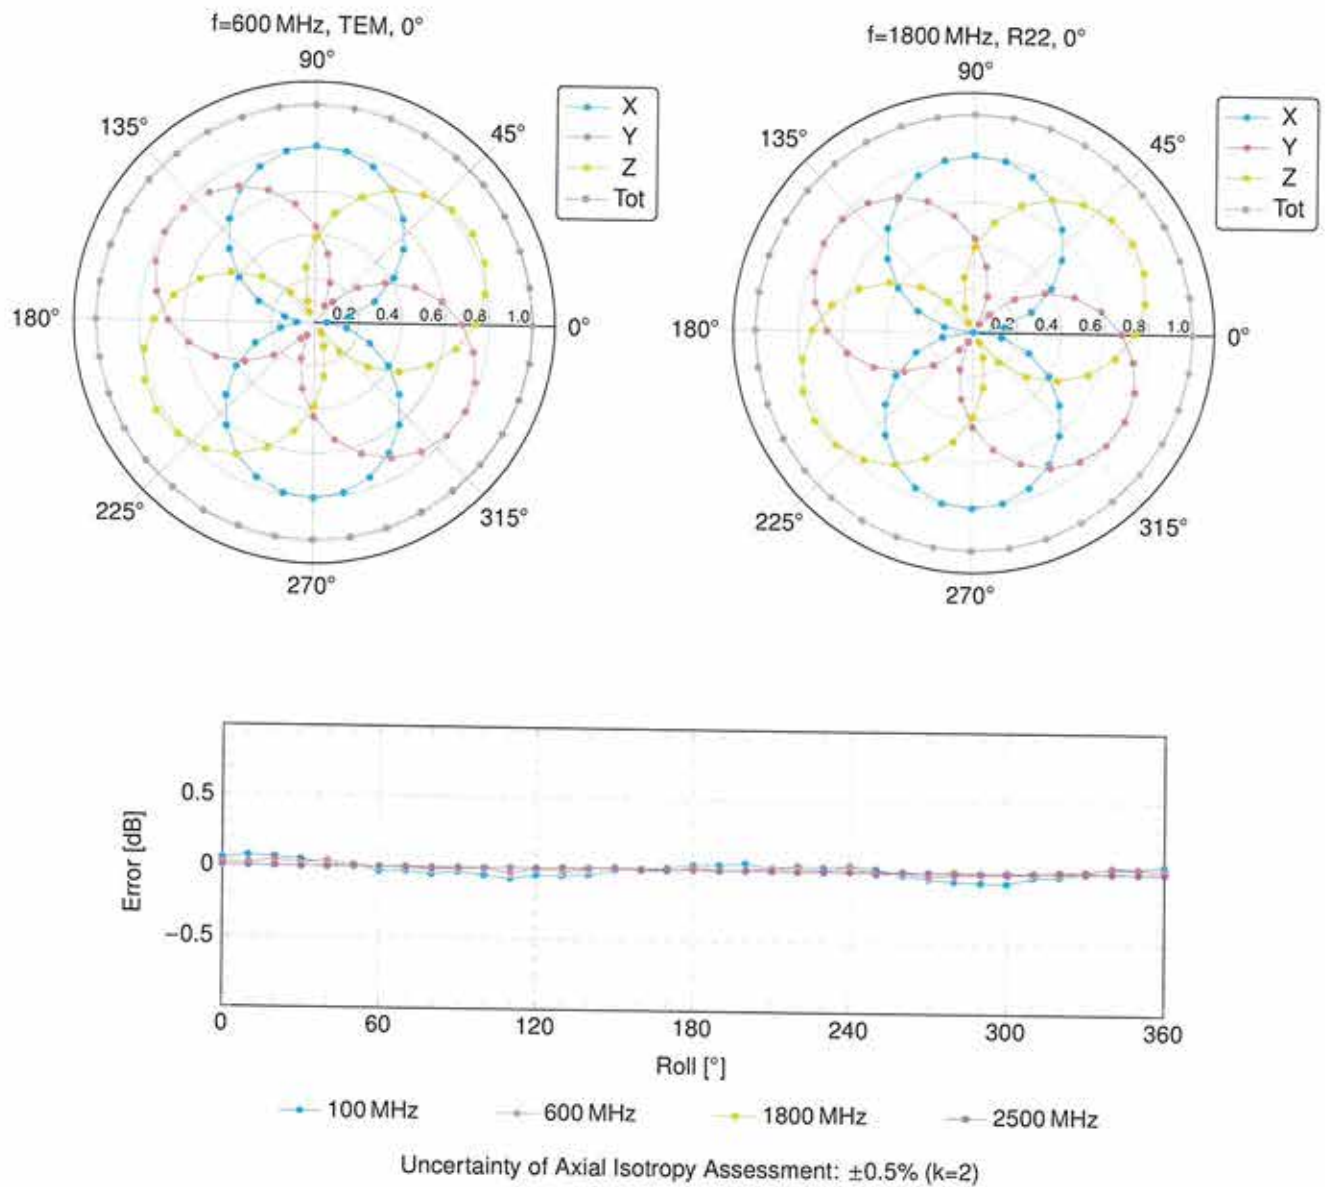 f=600 MHz, TEM, 0°
90°
135°
45°
180°
0.2 0.4 0.6 0.8 1.0
0°
225°
315°
270°
X
Y
Z
Tot
f=1800 MHz, R22, 0°
90°
135°
45°
180°
0.2 0.4 0.6 0.8 1.0
0°
225°
315°
270°
X
Y
Z
Tot
Error [dB]
0.5
0
−0.5
0 60 120 180 240 300 360
Roll [°]
100 MHz 600 MHz 1800 MHz 2500 MHz
Uncertainty of Axial Isotropy Assessment: ±0.5% (k=2)